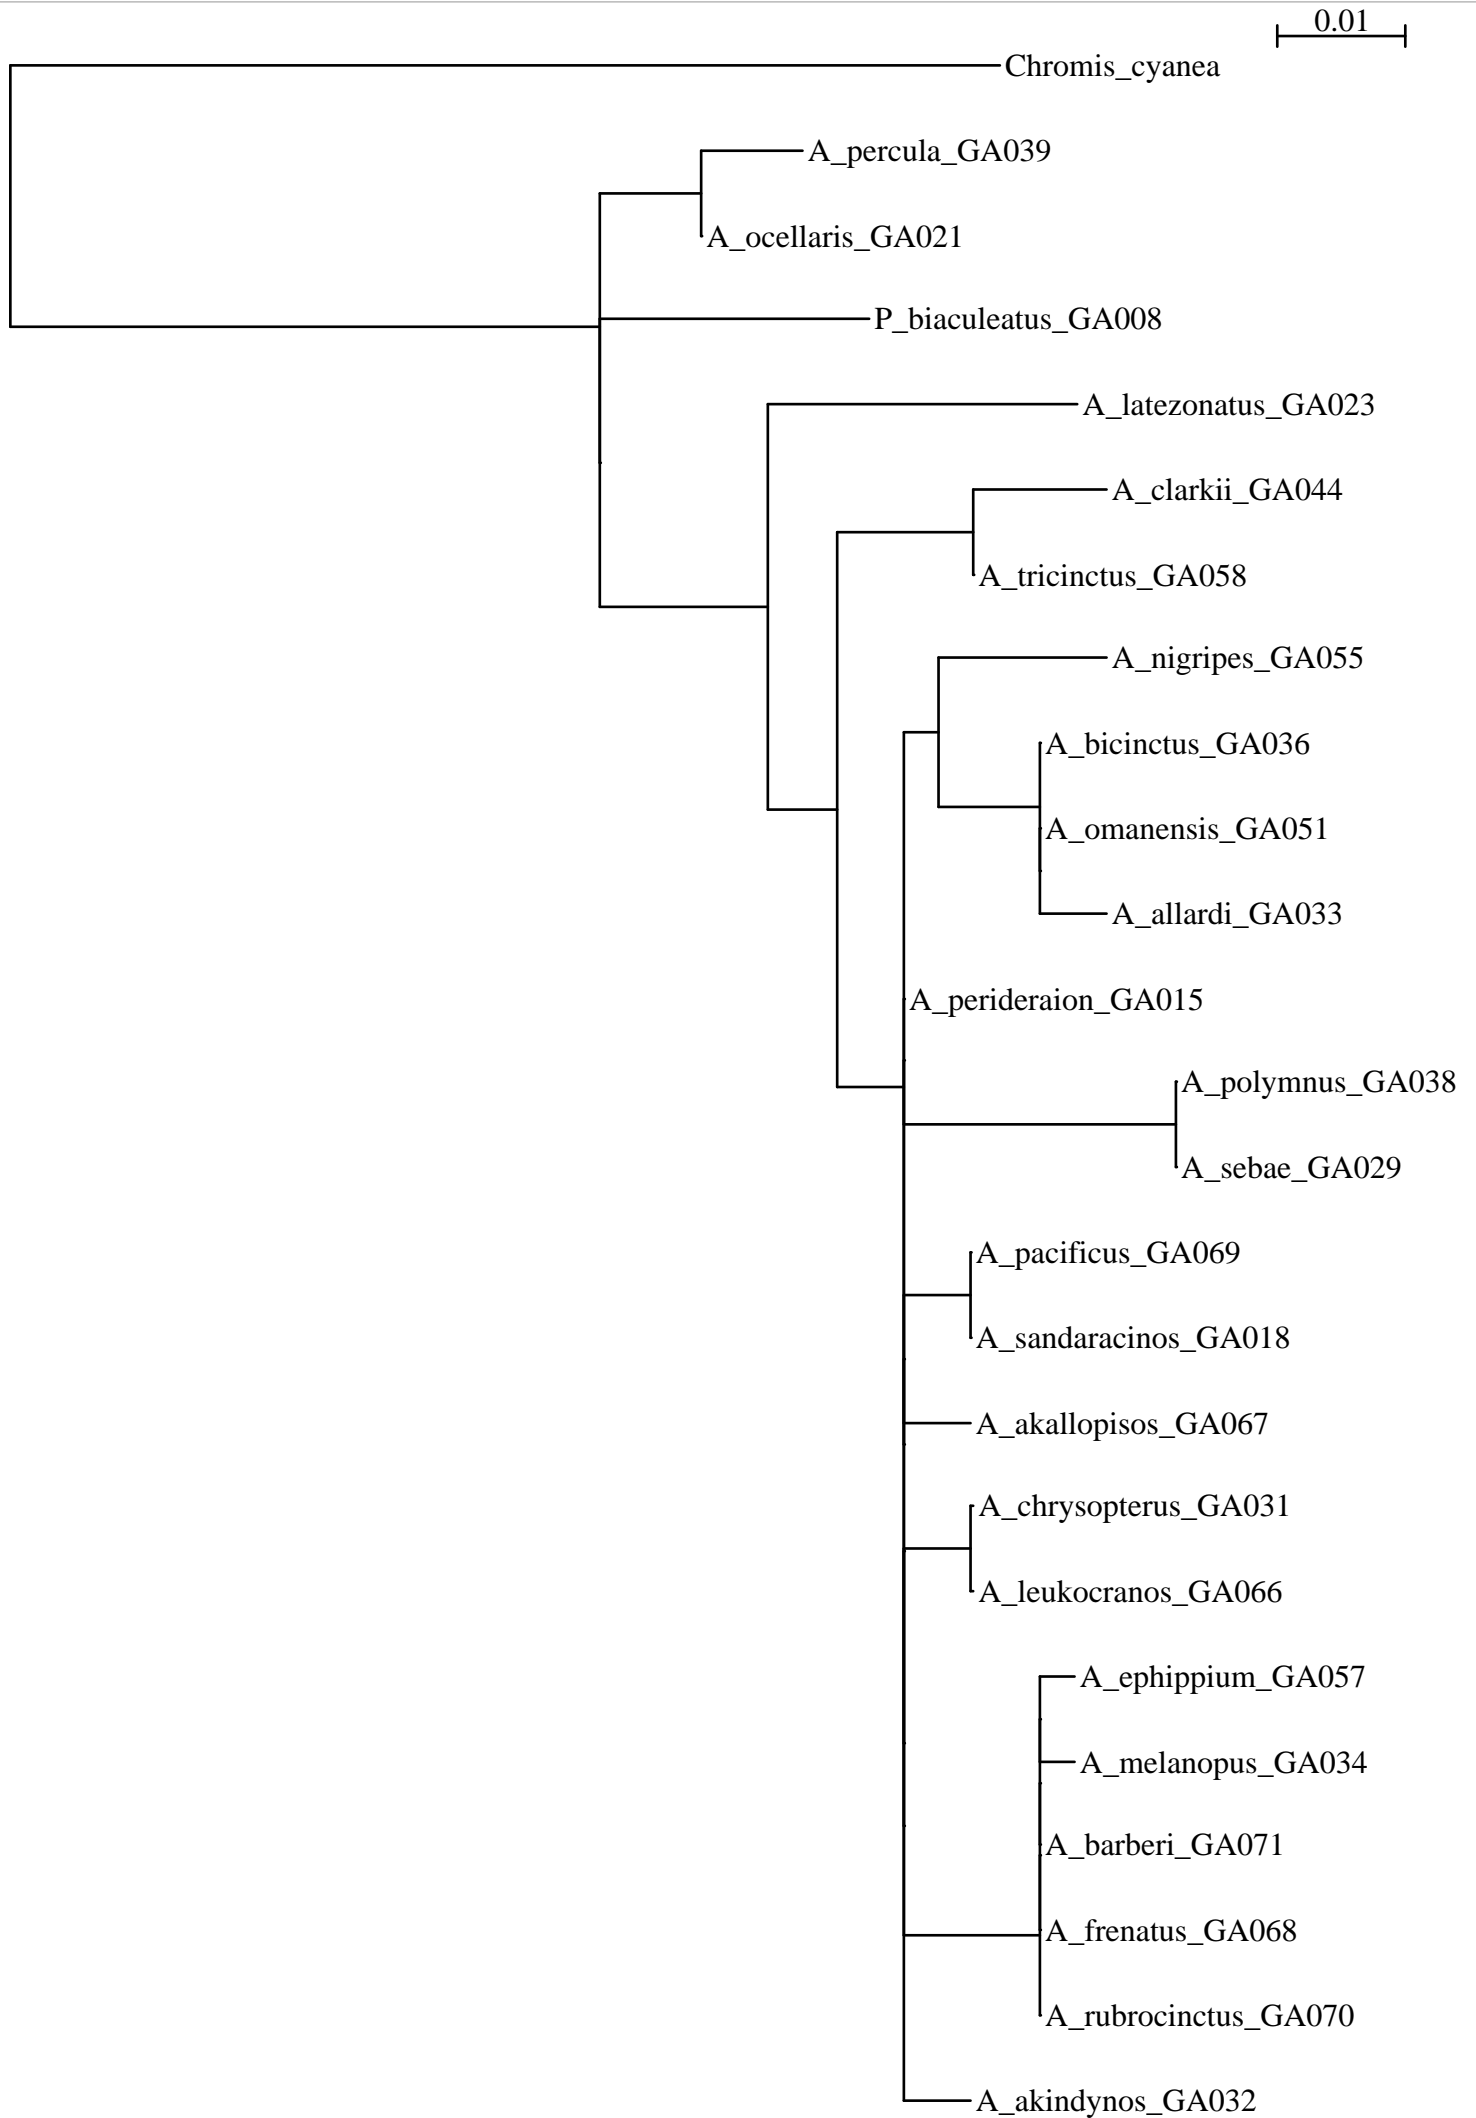 0.01
Chromis_cyanea
A_percula_GA039
A_ocellaris_GA021
P_biaculeatus_GA008
A_latezonatus_GA023
A_clarkii_GA044
A_tricinctus_GA058
A_nigripes_GA055
A_bicinctus_GA036
A_omanensis_GA051
A_allardi_GA033
A_perideraion_GA015
A_polymnus_GA038
A_sebae_GA029
A_pacificus_GA069
A_sandaracinos_GA018
A_akallopisos_GA067
A_chrysopterus_GA031
A_leukocranos_GA066
A_ephippium_GA057
A_melanopus_GA034
A_barberi_GA071
A_frenatus_GA068
A_rubrocinctus_GA070
A_akindynos_GA032